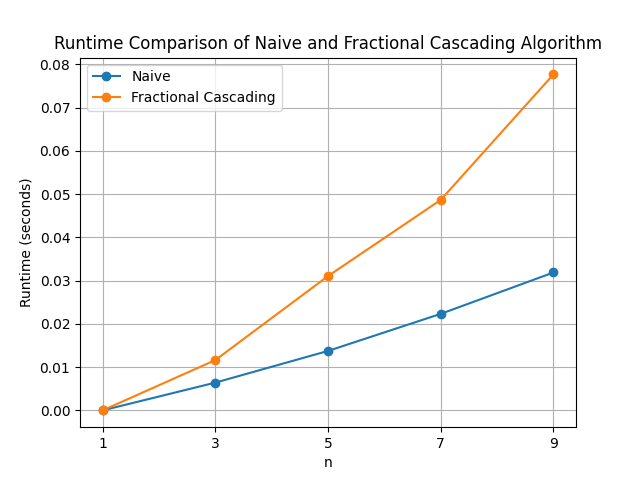 Runtime Comparison of Naive and Fractional Cascading Algorithm
Naive
Fractional Cascading
Runtime (seconds)
0.08
0.07
0.06
0.05
0.04
0.03
0.02
0.01
0.00
1 3 5 7 9
n